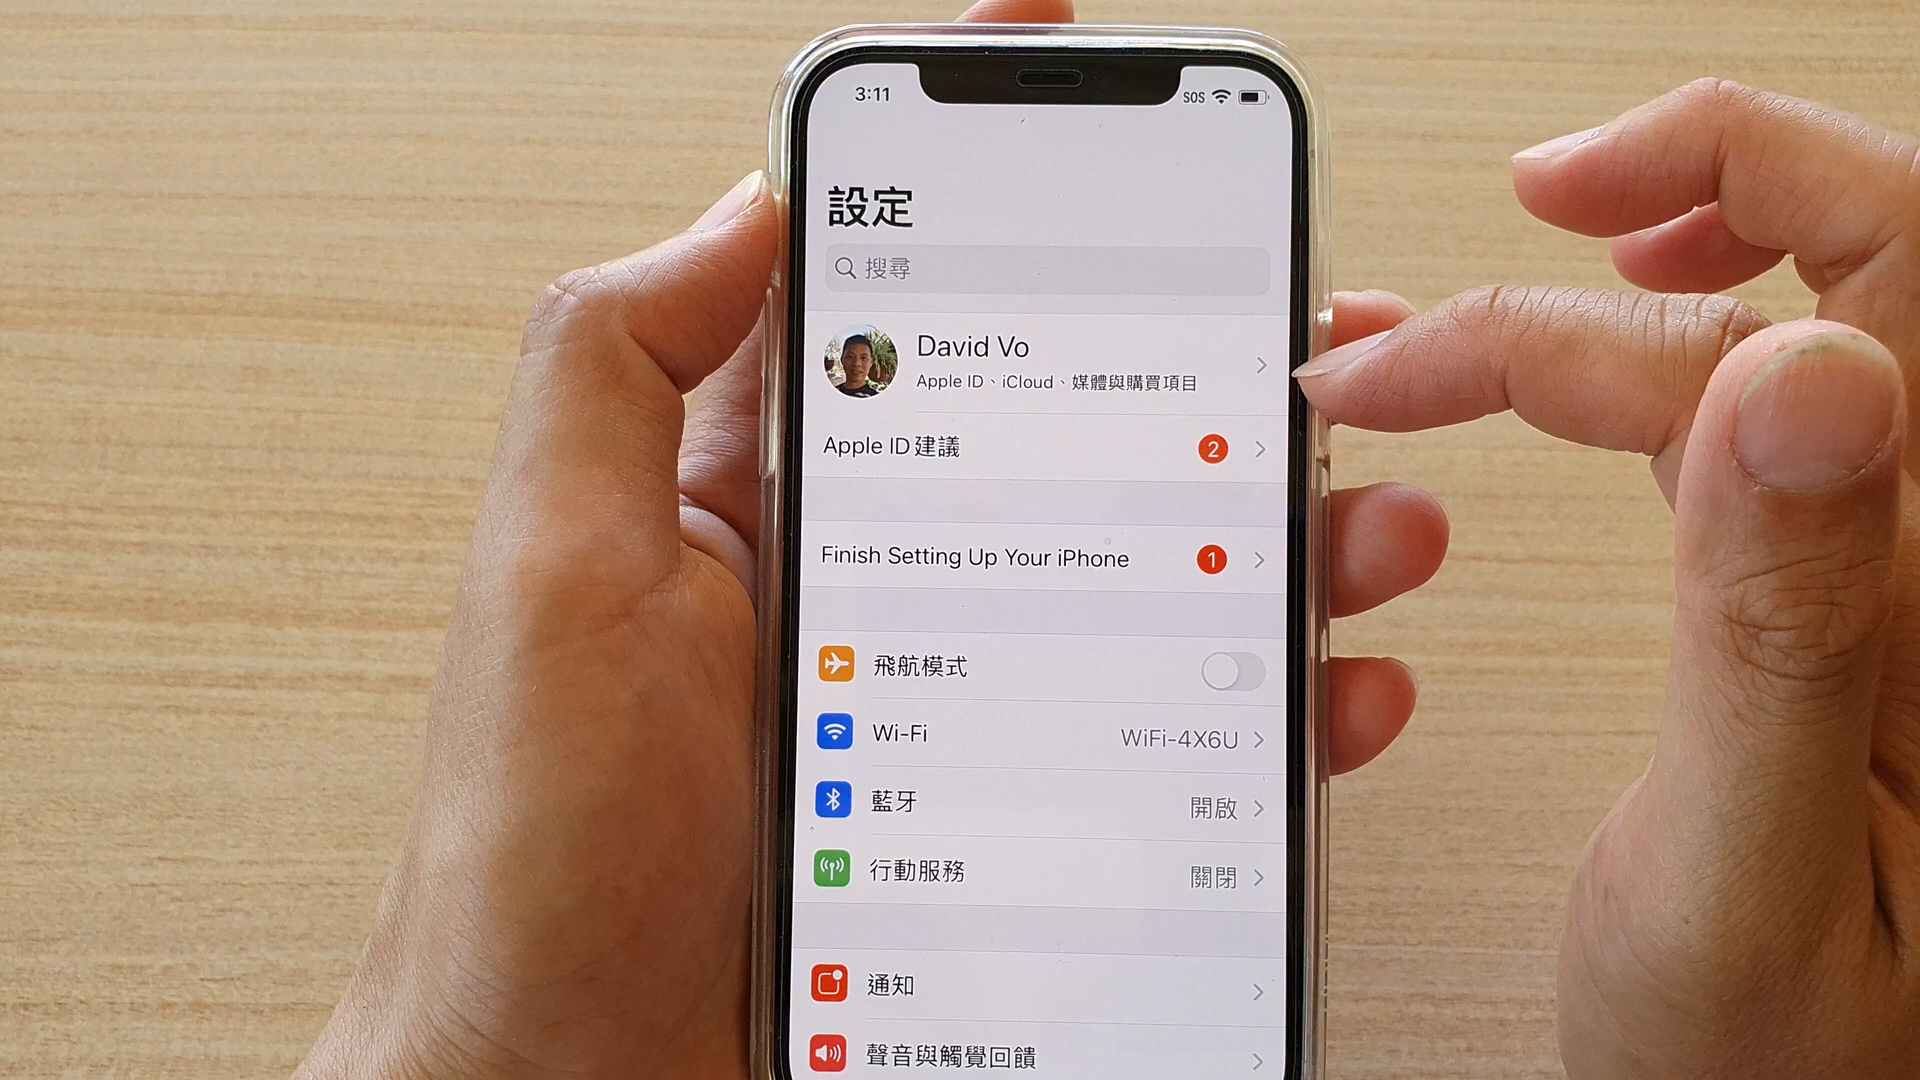 3:11
SOS
設定
搜尋
David Vo
Apple ID、iCloud、媒體與購買項目
Apple ID建議 2
Finish Setting Up Your iPhone 1
飛航模式
Wi-Fi WiFi-4X6U
藍牙 開啟
行動服務 關閉
通知
聲音與觸覺回饋